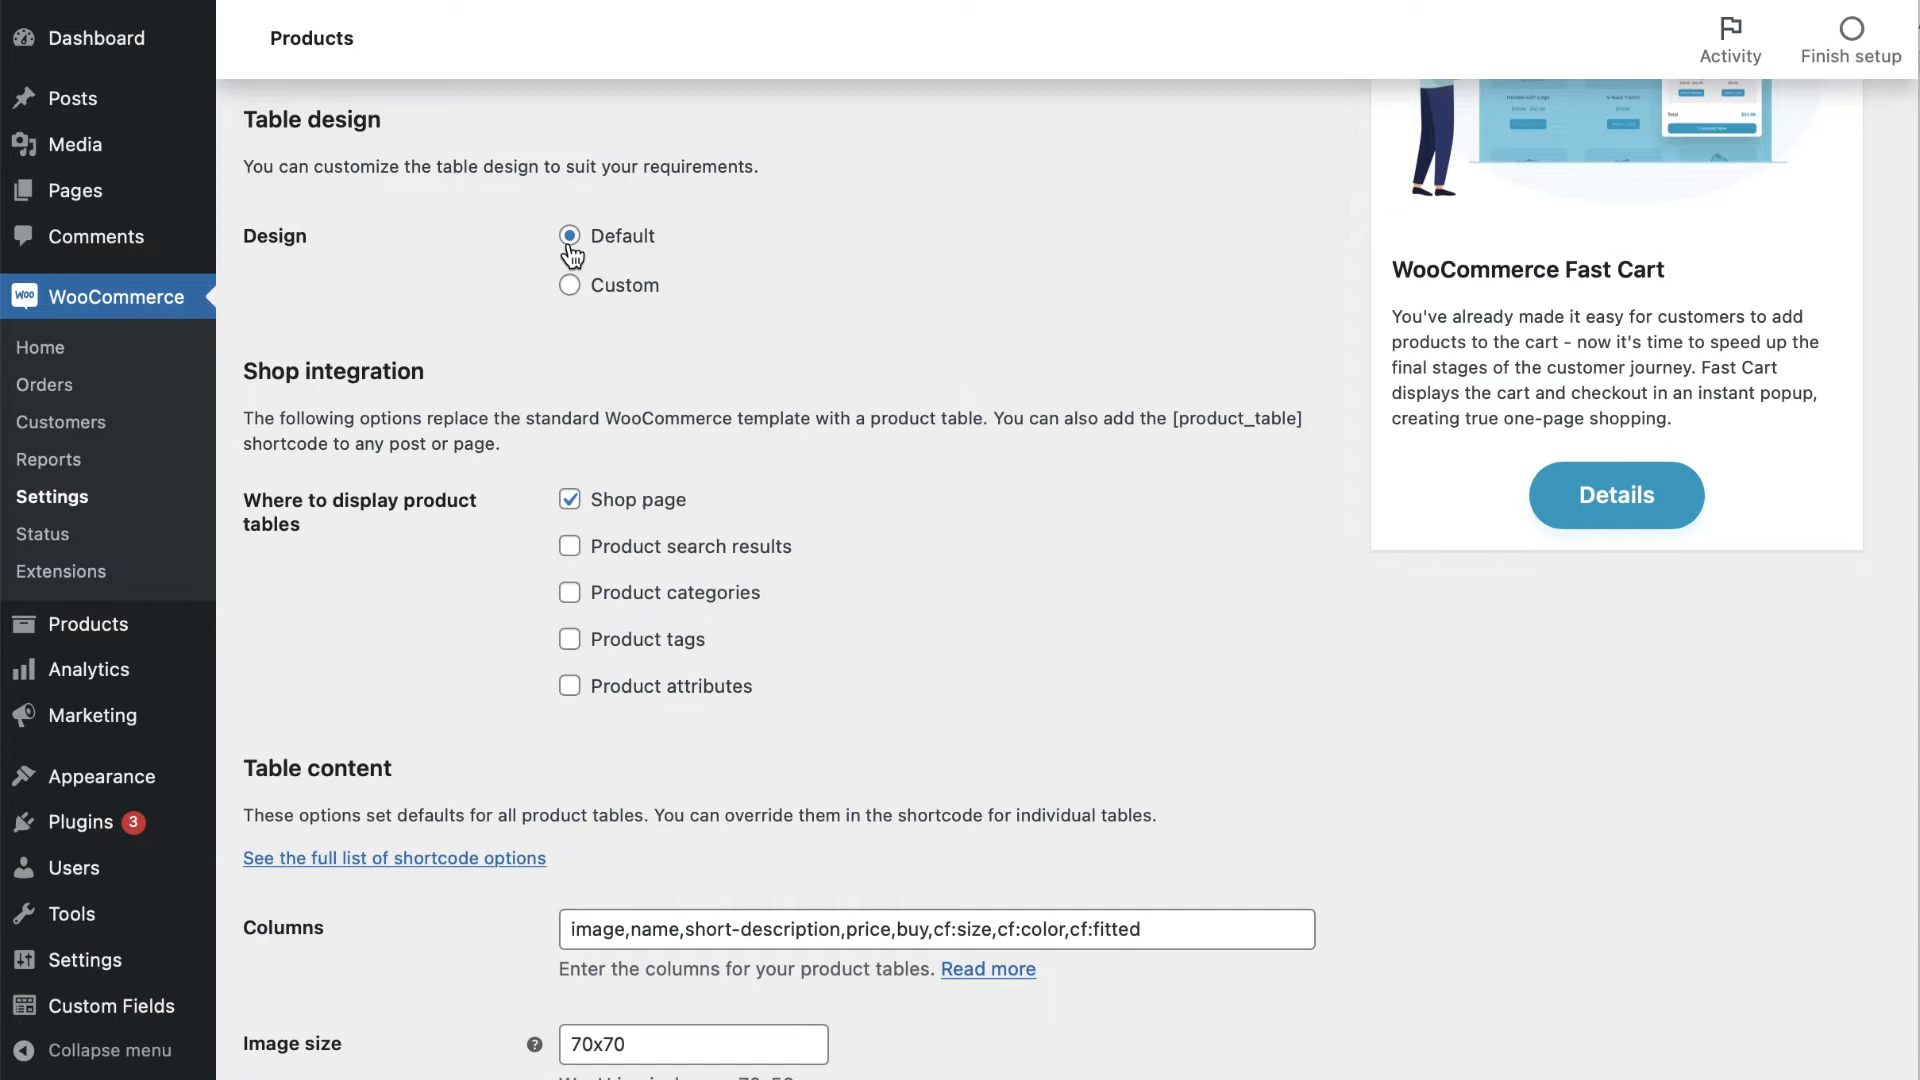 Dashboard
Posts
Media
Pages
Comments
WOO WooCommerce
Home
Orders
Customers
Reports
Settings
Status
Extensions
Products
Analytics
Marketing
Appearance
Plugins 3
Users
Tools
Settings
Custom Fields
Collapse menu
Products
Activity
Finish setup
Table design
You can customize the table design to suit your requirements.
Design
Default
Custom
Shop integration
The following options replace the standard WooCommerce template with a product table. You can also add the [product_table]
shortcode to any post or page.
Where to display product
tables
Shop page
Product search results
Product categories
Product tags
Product attributes
Table content
These options set defaults for all product tables. You can override them in the shortcode for individual tables.
See the full list of shortcode options
Columns
image,name,short-description,price,buy,cf:size,cf:color,cf:fitted
Enter the columns for your product tables. Read more
Image size ?
70x70
Total
WooCommerce Fast Cart
You've already made it easy for customers to add
products to the cart - now it's time to speed up the
final stages of the customer journey. Fast Cart
displays the cart and checkout in an instant popup,
creating true one-page shopping.
Details